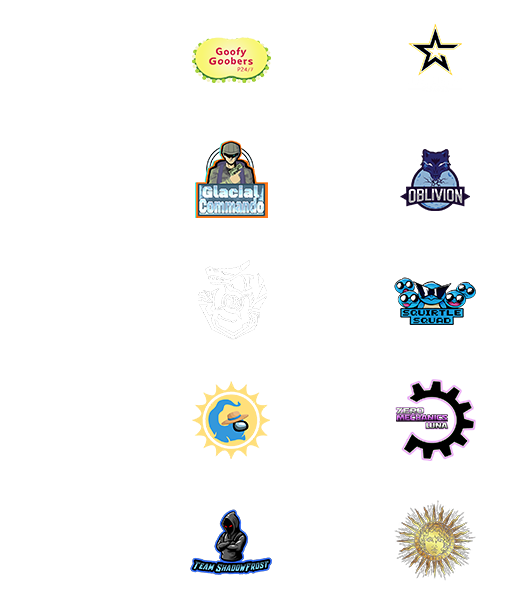 Goofy
Goobers
P24/7
Glacial
Commando
OBLIVION
SQUIRTLE
SQUAD
ZERO
MECHANICS
LUNA
TEAM SHADOWFROST